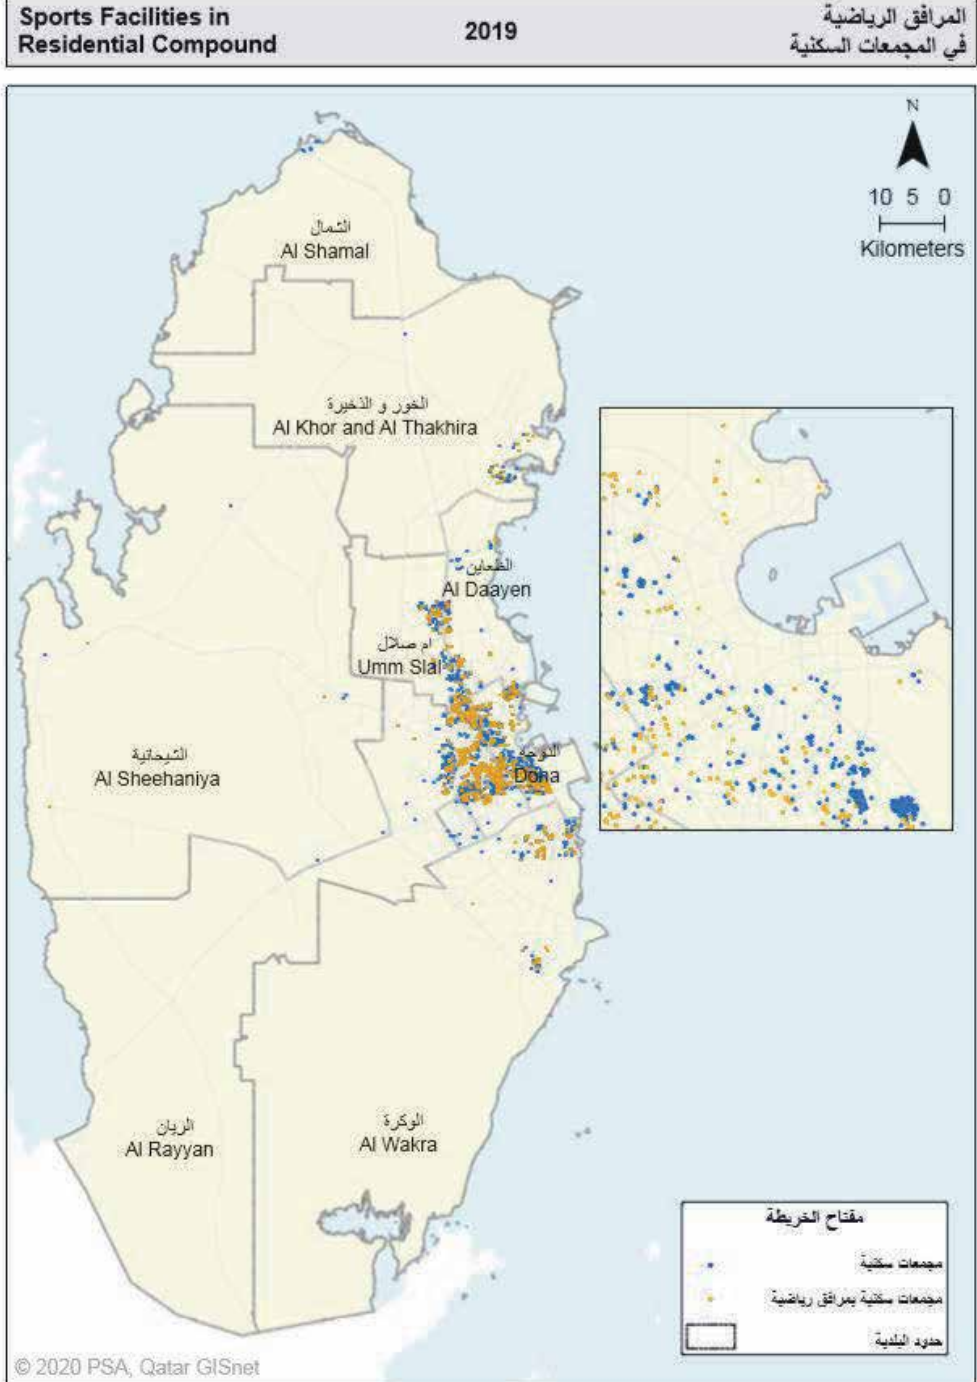 Sports Facilities in
Residential Compound
2019
المرافق الرياضية
في المجمعات السكنية
N
10 5 0
Kilometers
الشمال
Al Shamal
الخور و الذخيرة
Al Khor and Al Thakhira
الظعاين
Al Daayen
ام صلال
Umm Slal
الشيحانية
Al Sheehaniya
الدوحة
Doha
الريان
Al Rayyan
الوكرة
Al Wakra
مفتاح الخريطة
مجمعات سكنية
مجمعات سكنية بمرافق رياضية
حدود البلدية
© 2020 PSA, Qatar GISnet